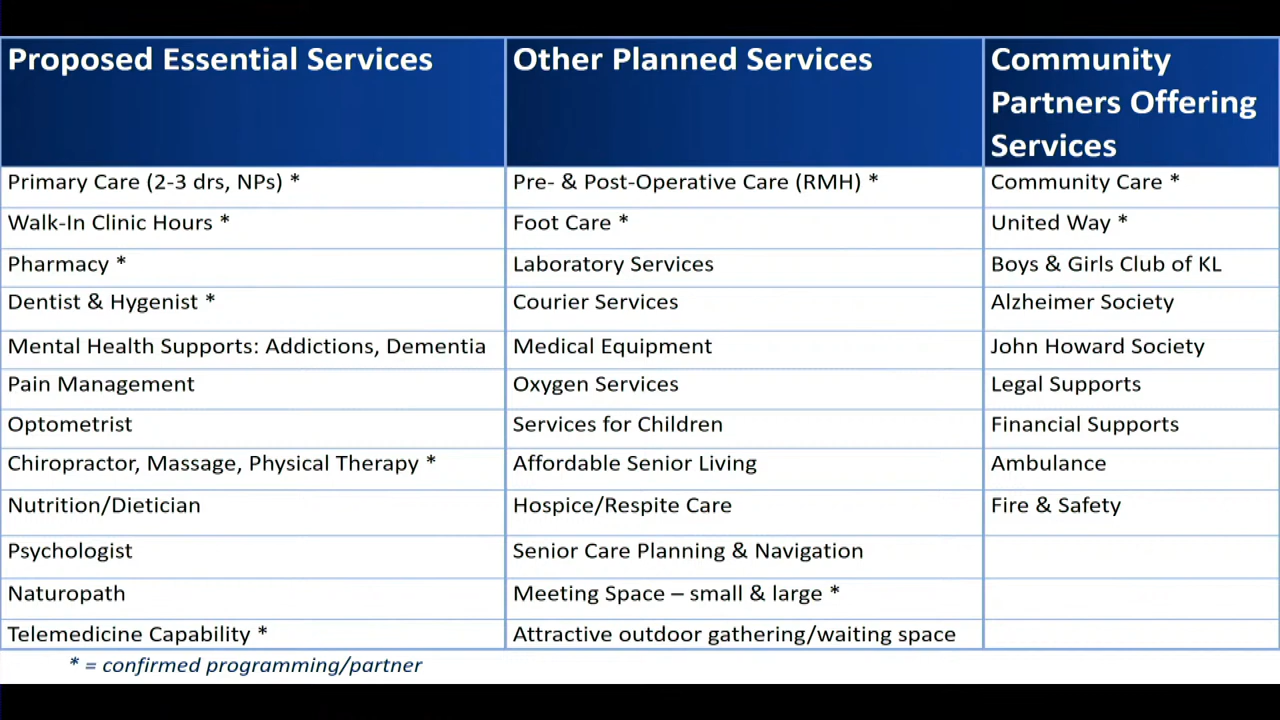 Proposed Essential Services
Other Planned Services
Community
Partners Offering
Services
Primary Care (2-3 drs, NPs) *
Pre- & Post-Operative Care (RMH) *
Community Care *
Walk-In Clinic Hours *
Foot Care *
United Way *
Pharmacy *
Laboratory Services
Boys & Girls Club of KL
Dentist & Hygenist *
Courier Services
Alzheimer Society
Mental Health Supports: Addictions, Dementia
Medical Equipment
John Howard Society
Pain Management
Oxygen Services
Legal Supports
Optometrist
Services for Children
Financial Supports
Chiropractor, Massage, Physical Therapy *
Affordable Senior Living
Ambulance
Nutrition/Dietician
Hospice/Respite Care
Fire & Safety
Psychologist
Senior Care Planning & Navigation
Naturopath
Meeting Space – small & large *
Telemedicine Capability *
Attractive outdoor gathering/waiting space
* = confirmed programming/partner